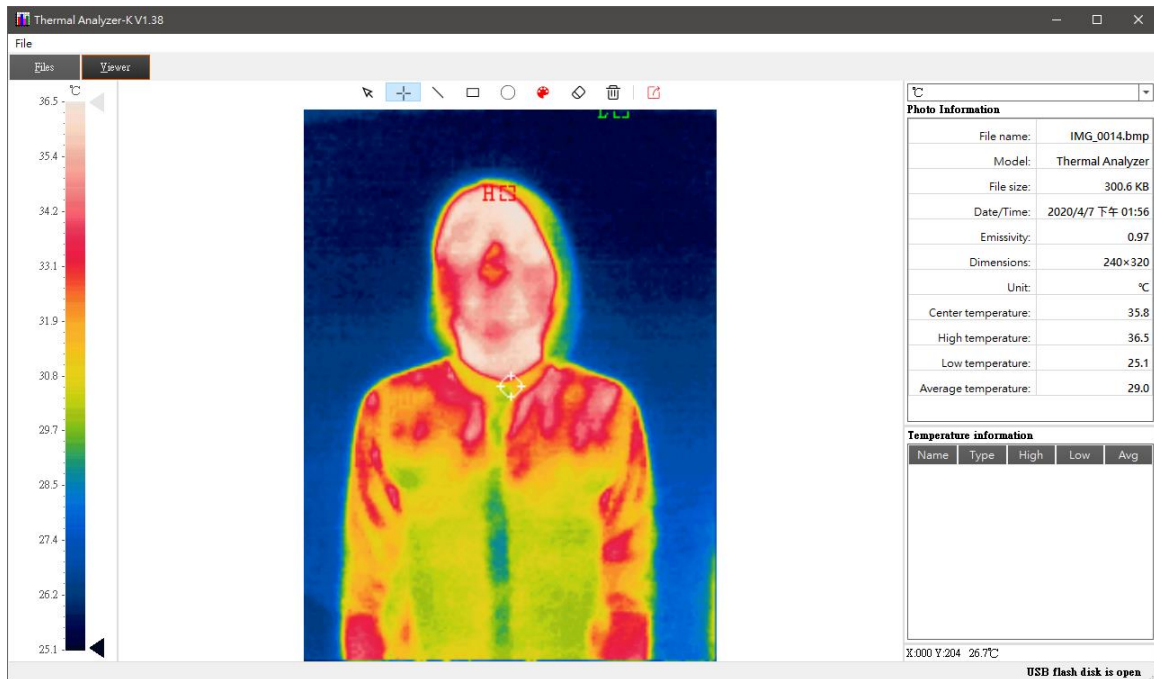 Thermal Analyzer-K V1.38
File
Files Viewer
℃
36.5
35.4
34.2
33.1
31.9
30.8
29.7
28.5
27.4
26.2
25.1
H
℃
Photo Information
File name: IMG_0014.bmp
Model: Thermal Analyzer
File size: 300.6 KB
Date/Time: 2020/4/7 下午 01:56
Emissivity: 0.97
Dimensions: 240×320
Unit: ℃
Center temperature: 35.8
High temperature: 36.5
Low temperature: 25.1
Average temperature: 29.0
Temperature information
Name Type High Low Avg
X:000 Y:204 26.7℃
USB flash disk is open